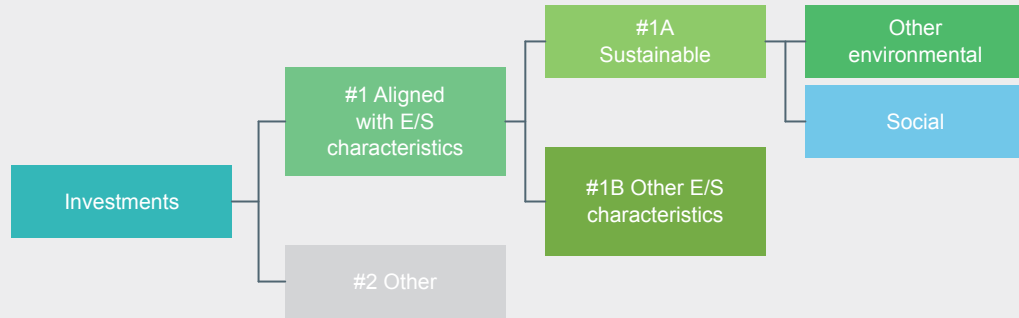 Investments
#1 Aligned
with E/S
characteristics
#2 Other
#1A
Sustainable
#1B Other E/S
characteristics
Other
environmental
Social